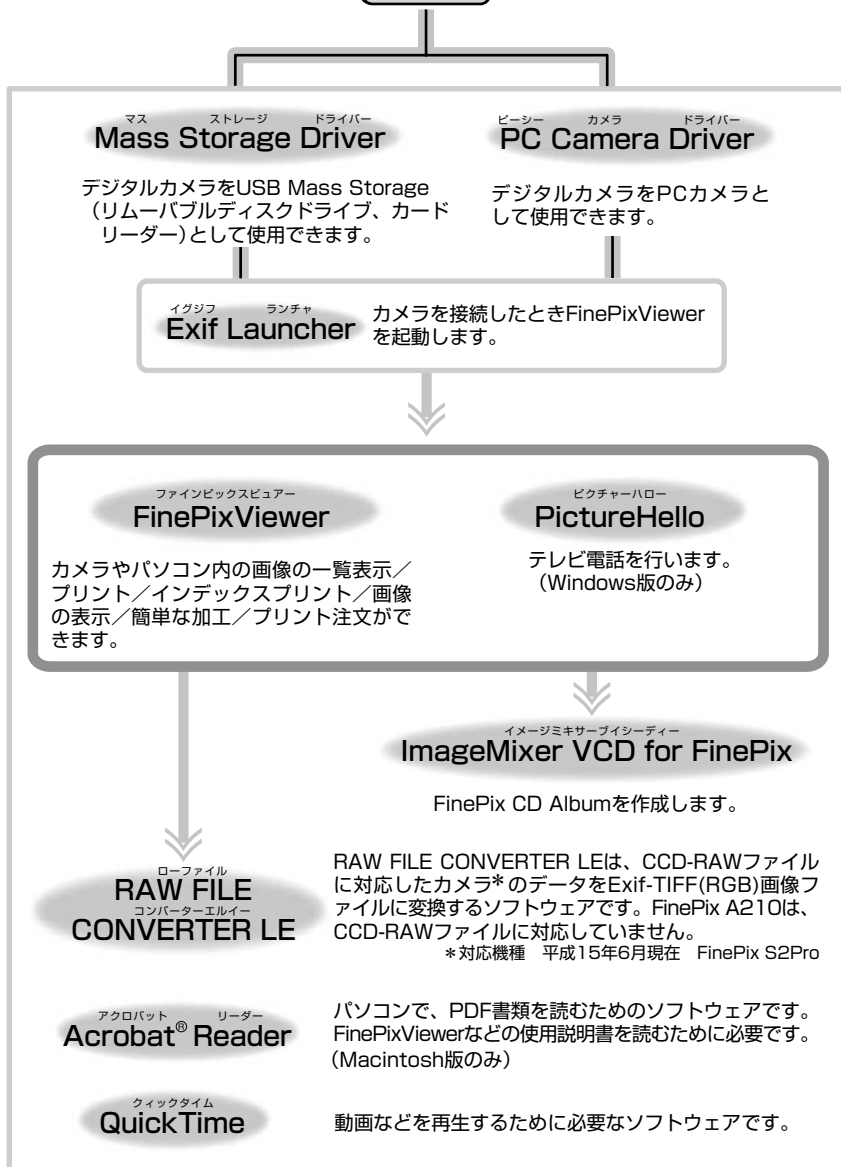 マス ストレージ ドライバー
Mass Storage Driver
デジタルカメラをUSB Mass Storage
(リムーバブルディスクドライブ、カード
リーダー)として使用できます。
ピーシー カメラ ドライバー
PC Camera Driver
デジタルカメラをPCカメラと
して使用できます。
イグジフ ランチャ
Exif Launcher
カメラを接続したときFinePixViewer
を起動します。
ファインピックスビュアー
FinePixViewer
カメラやパソコン内の画像の一覧表示／
プリント／インデックスプリント／画像
の表示／簡単な加工／プリント注文がで
きます。
ピクチャーハロー
PictureHello
テレビ電話を行います。
(Windows版のみ)
イメージミキサーブイシーディー
ImageMixer VCD for FinePix
FinePix CD Albumを作成します。
ローファイル
RAW FILE
コンバーターエルイー
CONVERTER LE
RAW FILE CONVERTER LEは、CCD-RAWファイル
に対応したカメラ*のデータをExif-TIFF(RGB)画像フ
ァイルに変換するソフトウェアです。FinePix A210は、
CCD-RAWファイルに対応していません。
*対応機種 平成15年6月現在 FinePix S2Pro
アクロバット リーダー
Acrobat® Reader
パソコンで、PDF書類を読むためのソフトウェアです。
FinePixViewerなどの使用説明書を読むために必要です。
(Macintosh版のみ)
クィックタイム
QuickTime
動画などを再生するために必要なソフトウェアです。